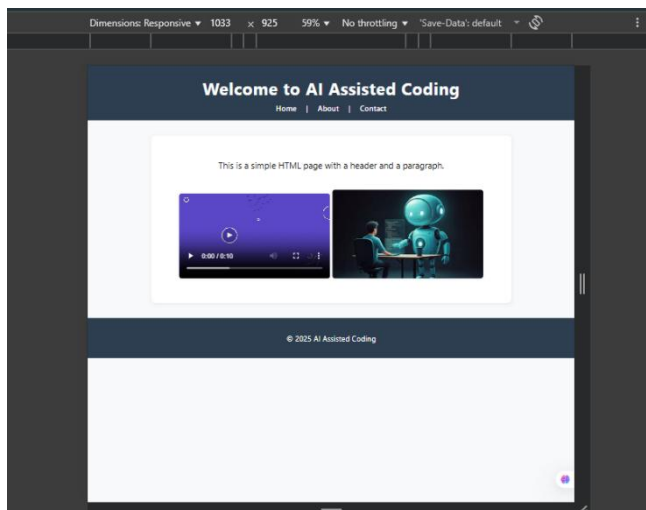 Dimensions: Responsive ▼ 1033 × 925 59% ▼ No throttling ▼ 'Save-Data': default
Welcome to AI Assisted Coding
Home | About | Contact
This is a simple HTML page with a header and a paragraph.
0:00 / 0:10
© 2025 AI Assisted Coding